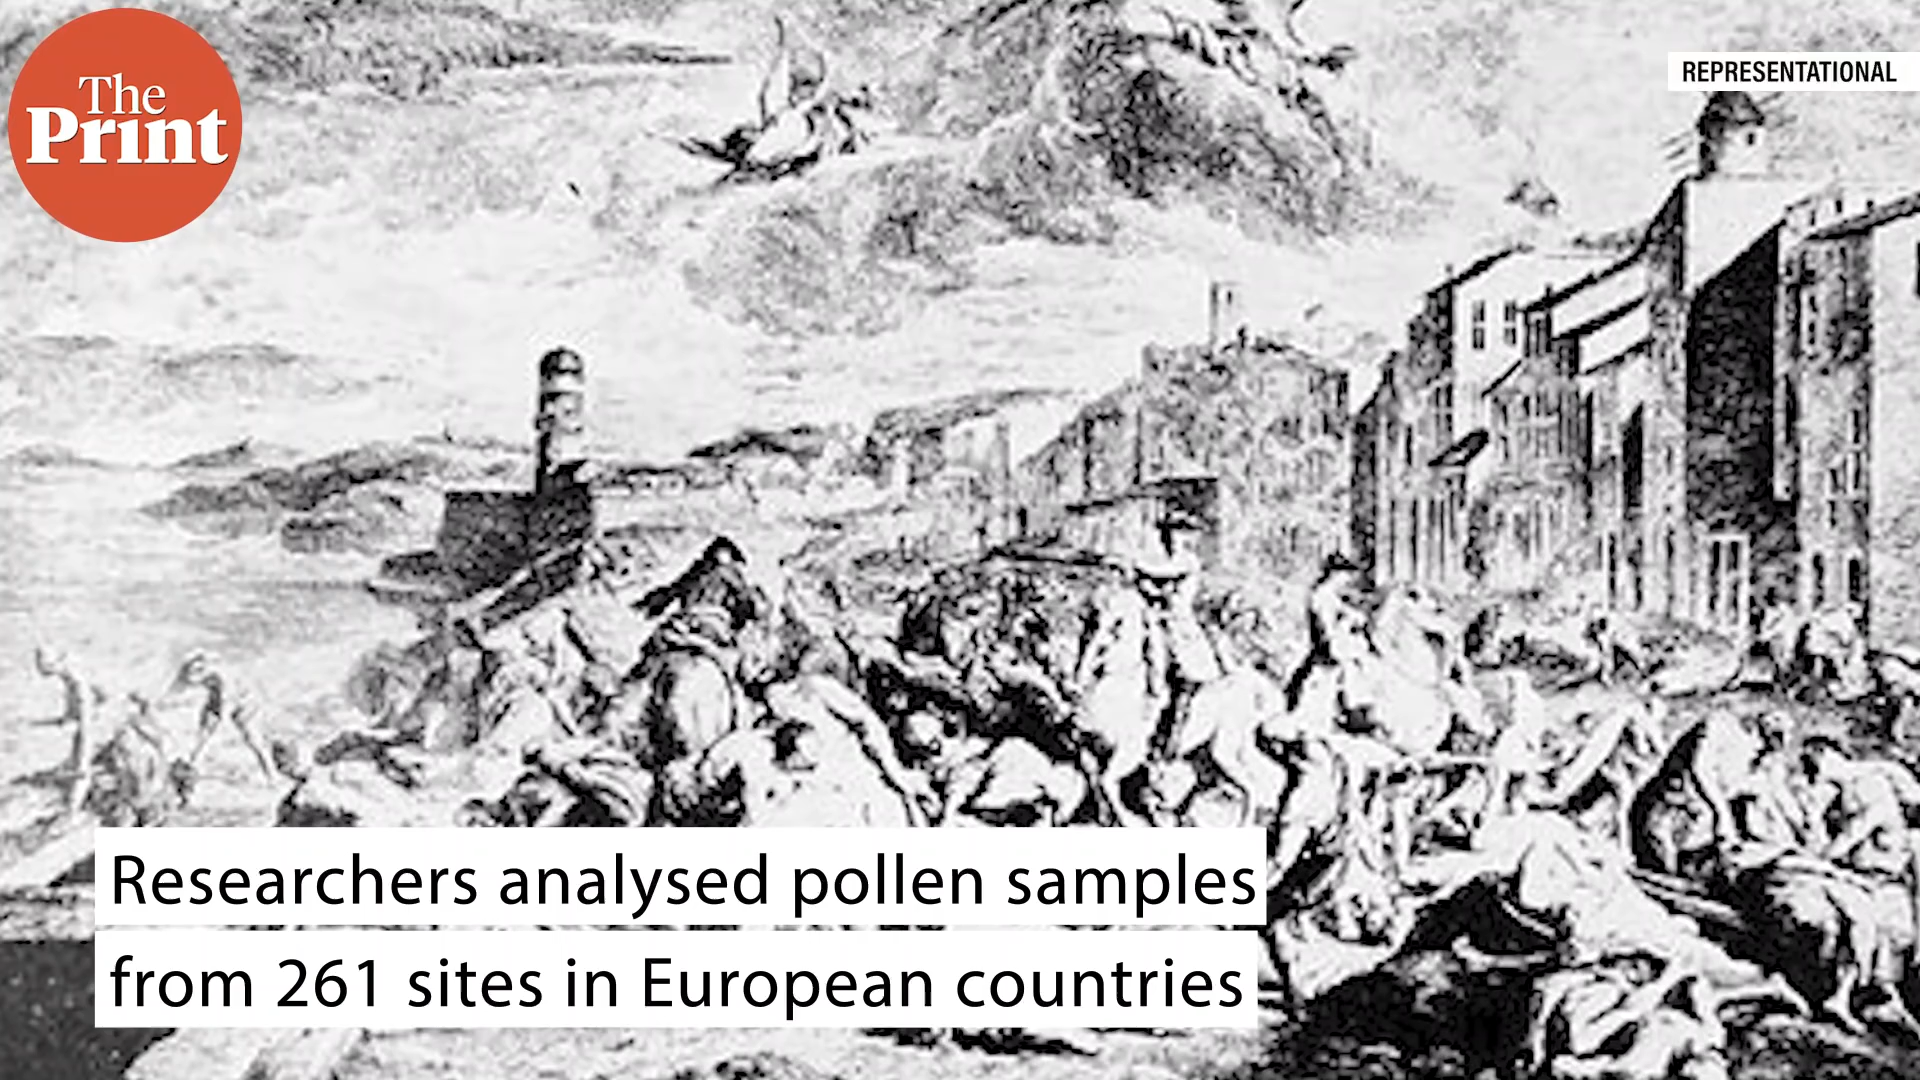 The
Print
REPRESENTATIONAL
Researchers analysed pollen samples
from 261 sites in European countries